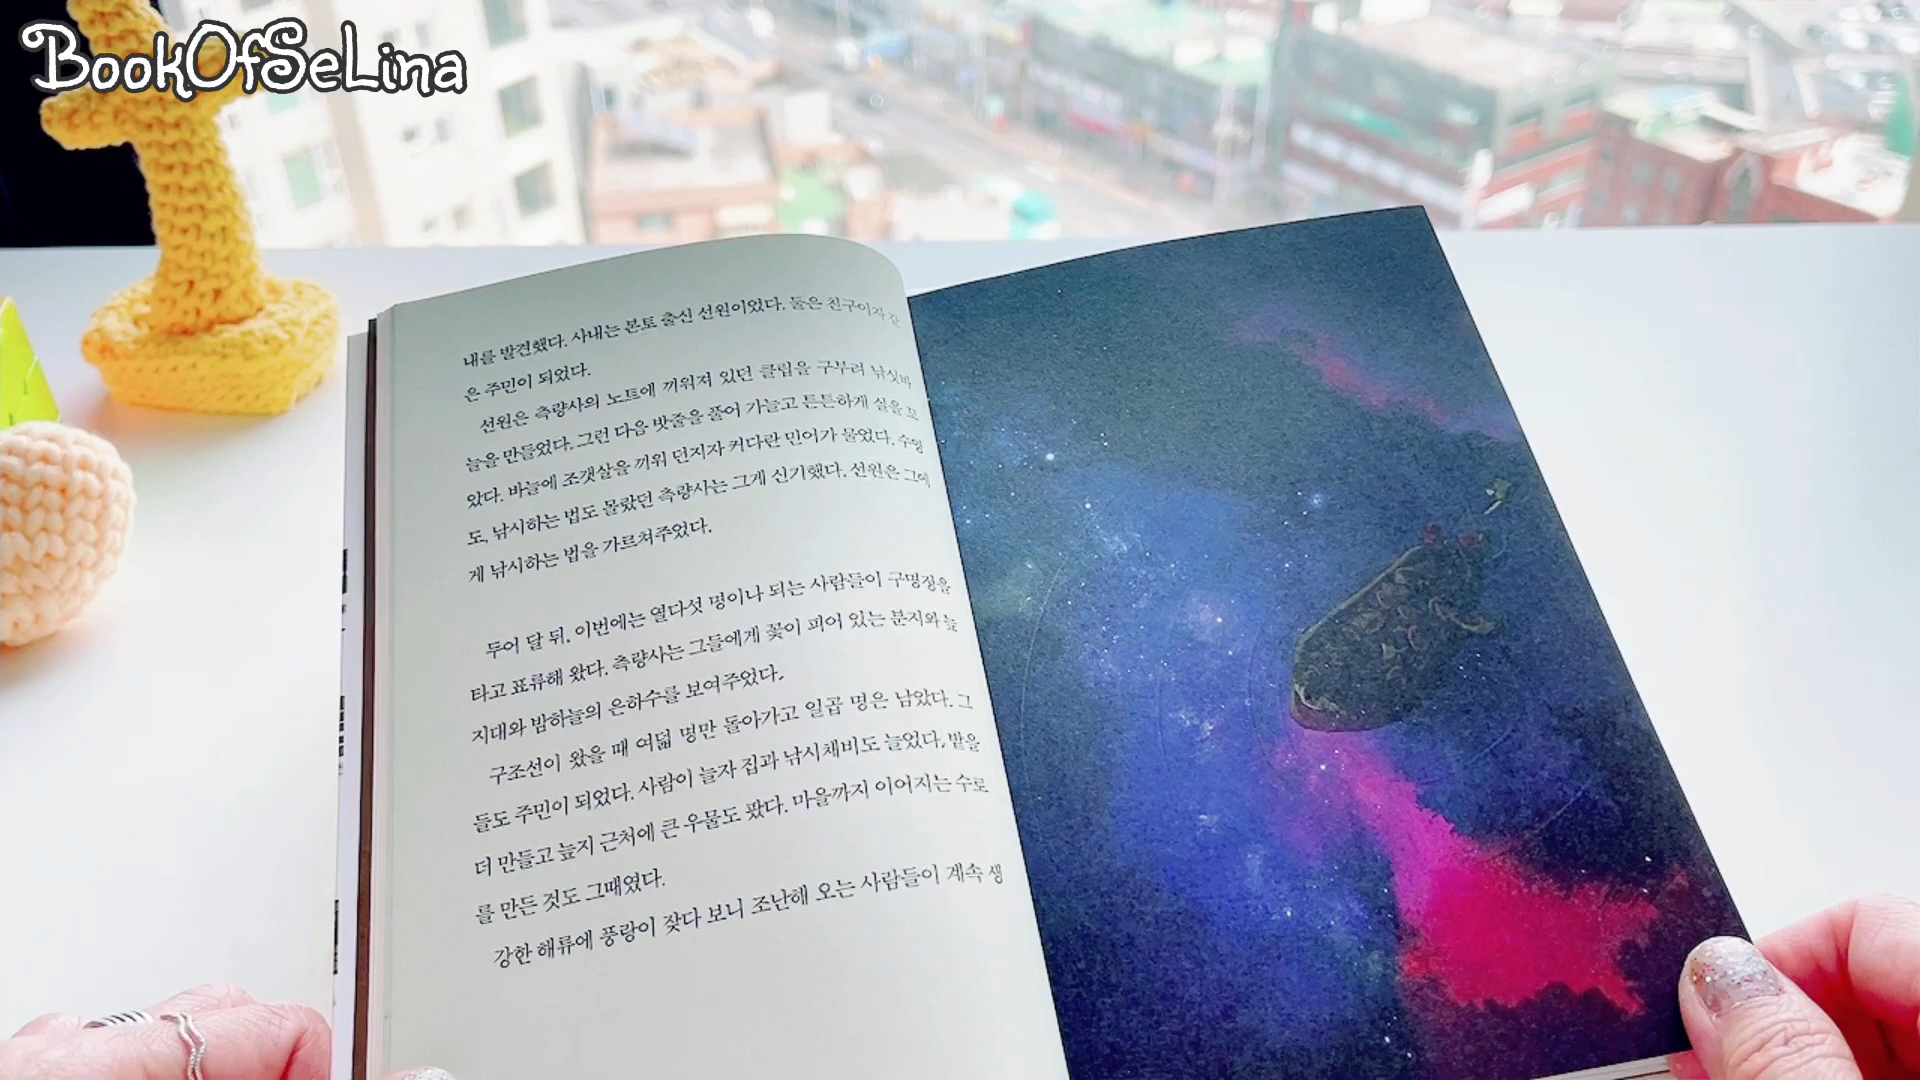 BookOfSeLina
내를 발견했다. 사내는 본토 출신 선원이었다. 둘은 친구이자 같
은 주민이 되었다.
선원은 측량사의 노트에 끼워져 있던 클립을 구부려 낚싯바
늘을 만들었다. 그런 다음 밧줄을 풀어 가늘고 튼튼하게 실을 꼬
았다. 바늘에 조갯살을 끼워 던지자 커다란 민어가 물었다. 수영
도, 낚시하는 법도 몰랐던 측량사는 그게 신기했다. 선원은 그에
게 낚시하는 법을 가르쳐주었다.
두어 달 뒤, 이번에는 열다섯 명이나 되는 사람들이 구명정을
타고 표류해 왔다. 측량사는 그들에게 꽃이 피어 있는 분지와 늪
지대와 밤하늘의 은하수를 보여주었다.
구조선이 왔을 때 여덟 명만 돌아가고 일곱 명은 남았다. 그
들도 주민이 되었다. 사람이 늘자 집과 낚시채비도 늘었다. 밭을
더 만들고 늪지 근처에 큰 우물도 팠다. 마을까지 이어지는 수로
를 만든 것도 그때였다.
강한 해류에 풍랑이 잦다 보니 조난해 오는 사람들이 계속 생